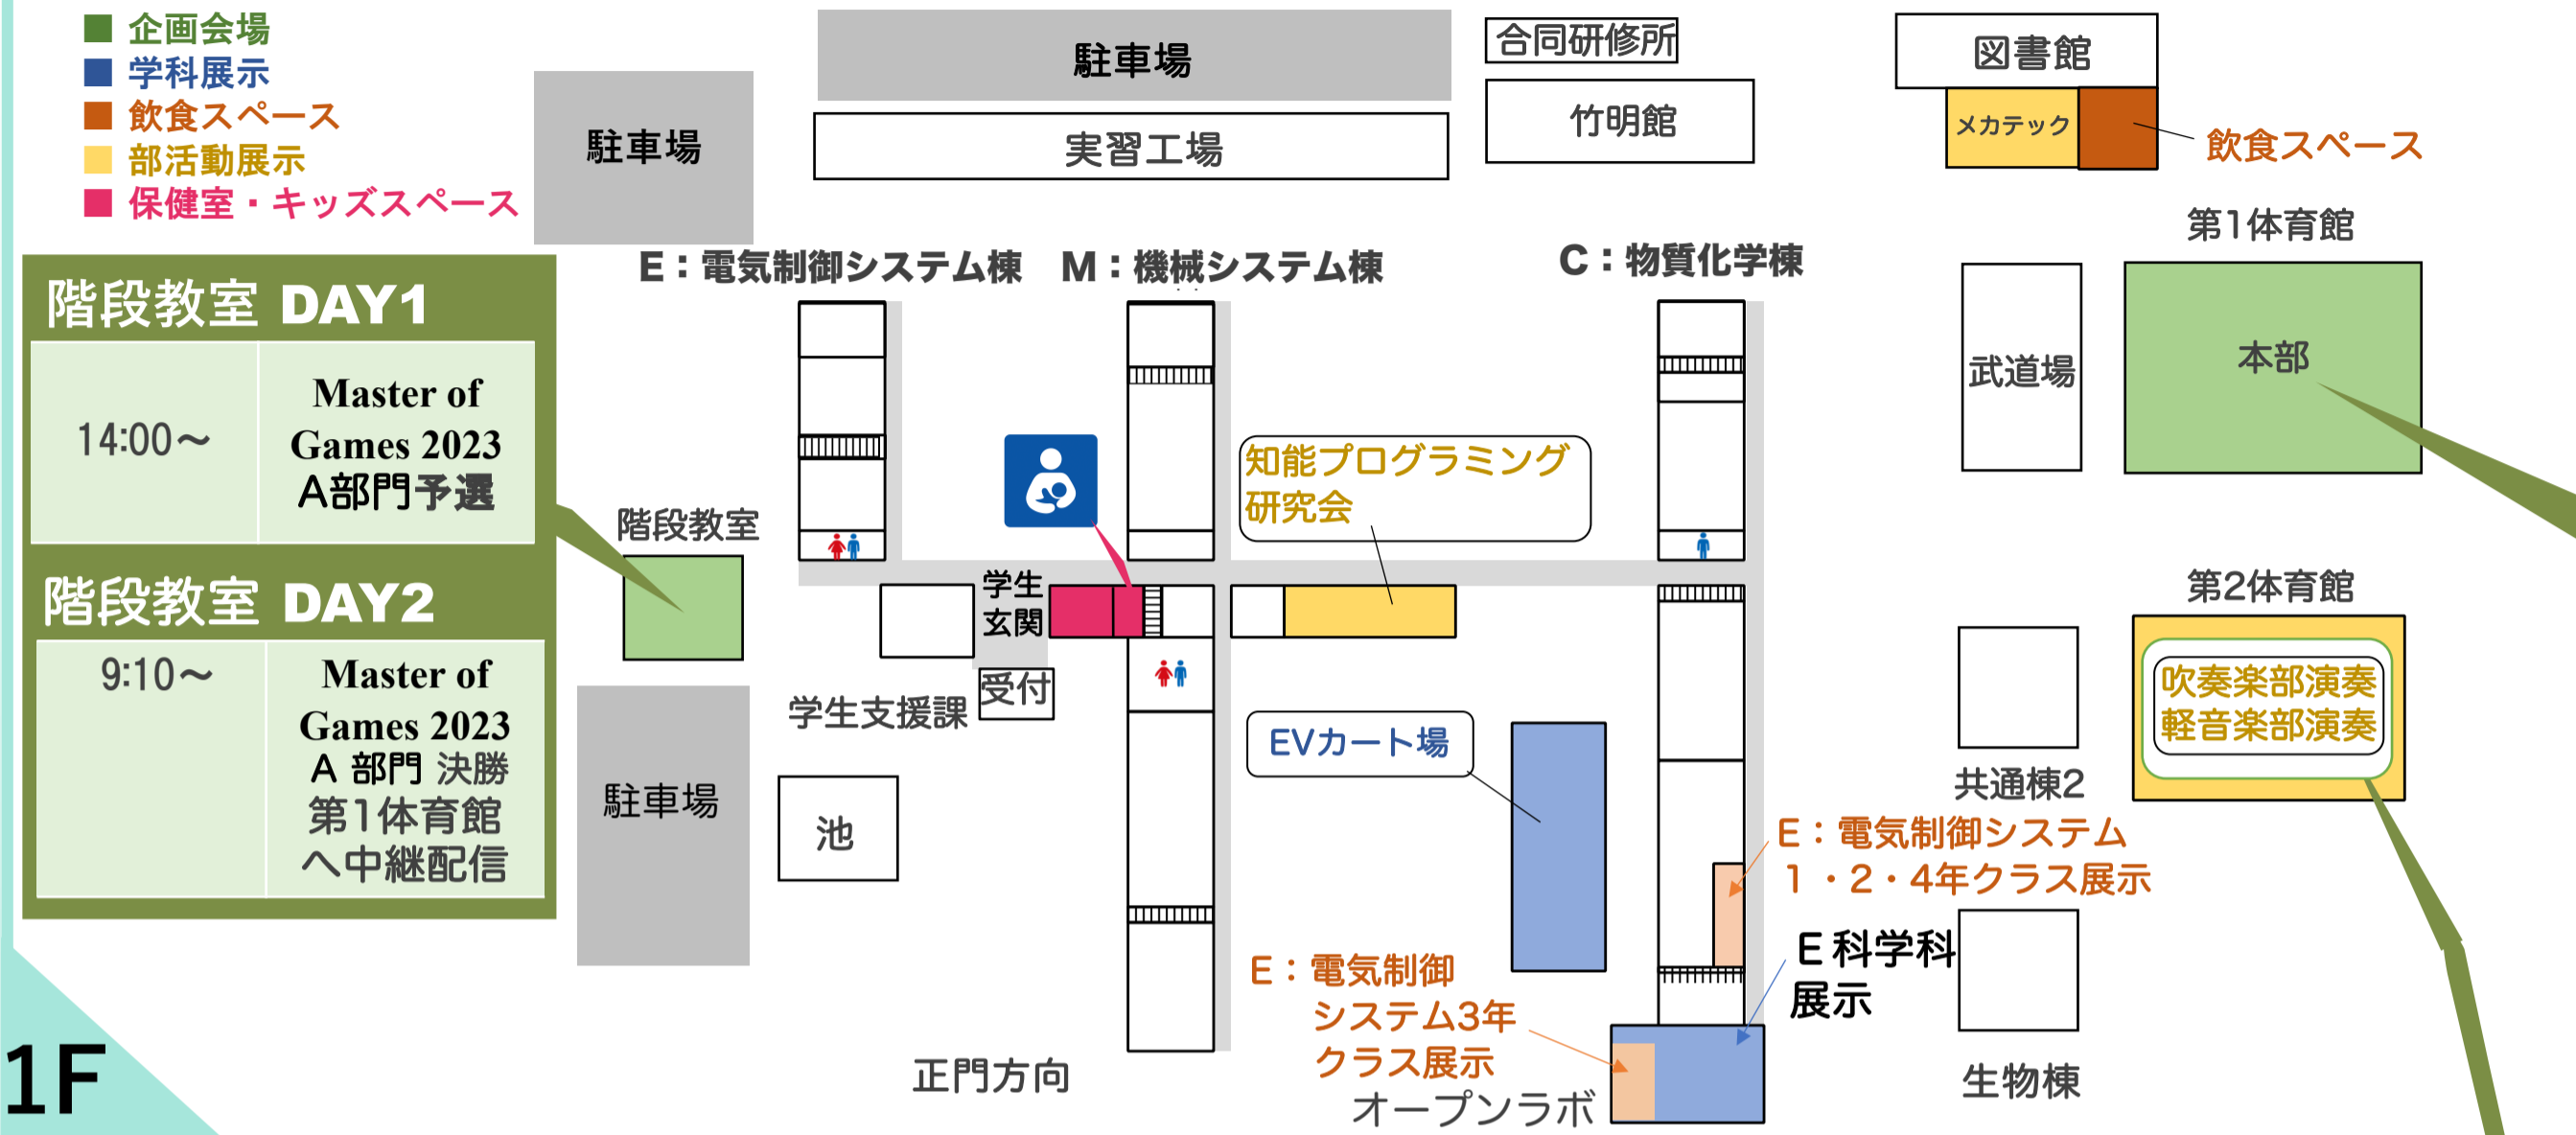 企画会場
学科展示
飲食スペース
部活動展示
保健室・キッズスペース
駐車場
駐車場
実習工場
合同研修所
竹明館
図書館
メカテック
飲食スペース
第1体育館
E：電気制御システム棟
M：機械システム棟
C：物質化学棟
階段教室 DAY1
14:00～
Master of
Games 2023
A部門予選
階段教室 DAY2
9:10～
Master of
Games 2023
A 部門 決勝
第1体育館
へ中継配信
階段教室
知能プログラミング
研究会
武道場
本部
学生
玄関
受付
学生支援課
駐車場
池
EVカート場
第2体育館
吹奏楽部演奏
軽音楽部演奏
共通棟2
E：電気制御システム
1・2・4年クラス展示
E科学科
展示
E：電気制御
システム3年
クラス展示
オープンラボ
正門方向
生物棟
1F